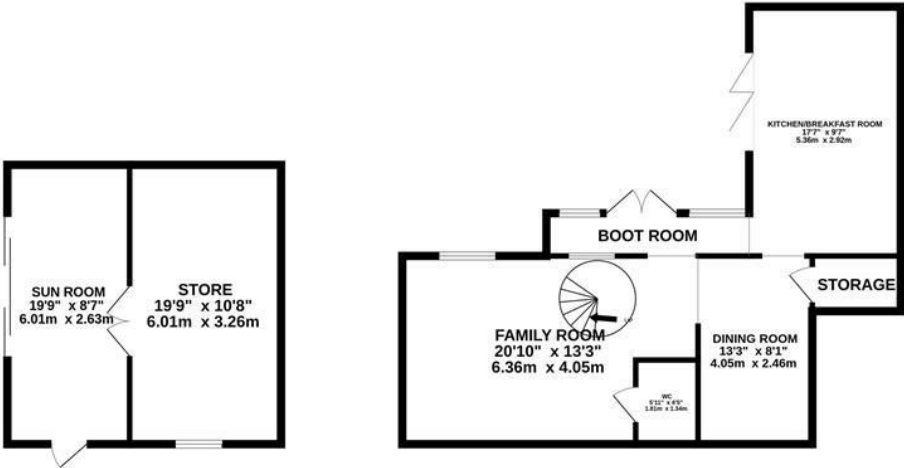 KITCHEN/BREAKFAST ROOM
17'7" x 9'7"
5.36m x 2.92m
BOOT ROOM
STORAGE
SUN ROOM
19'9" x 8'7"
6.01m x 2.63m
STORE
19'9" x 10'8"
6.01m x 3.26m
UP
FAMILY ROOM
20'10" x 13'3"
6.36m x 4.05m
DINING ROOM
13'3" x 8'1"
4.05m x 2.46m
WC
5'11" x 4'5"
1.81m x 1.34m